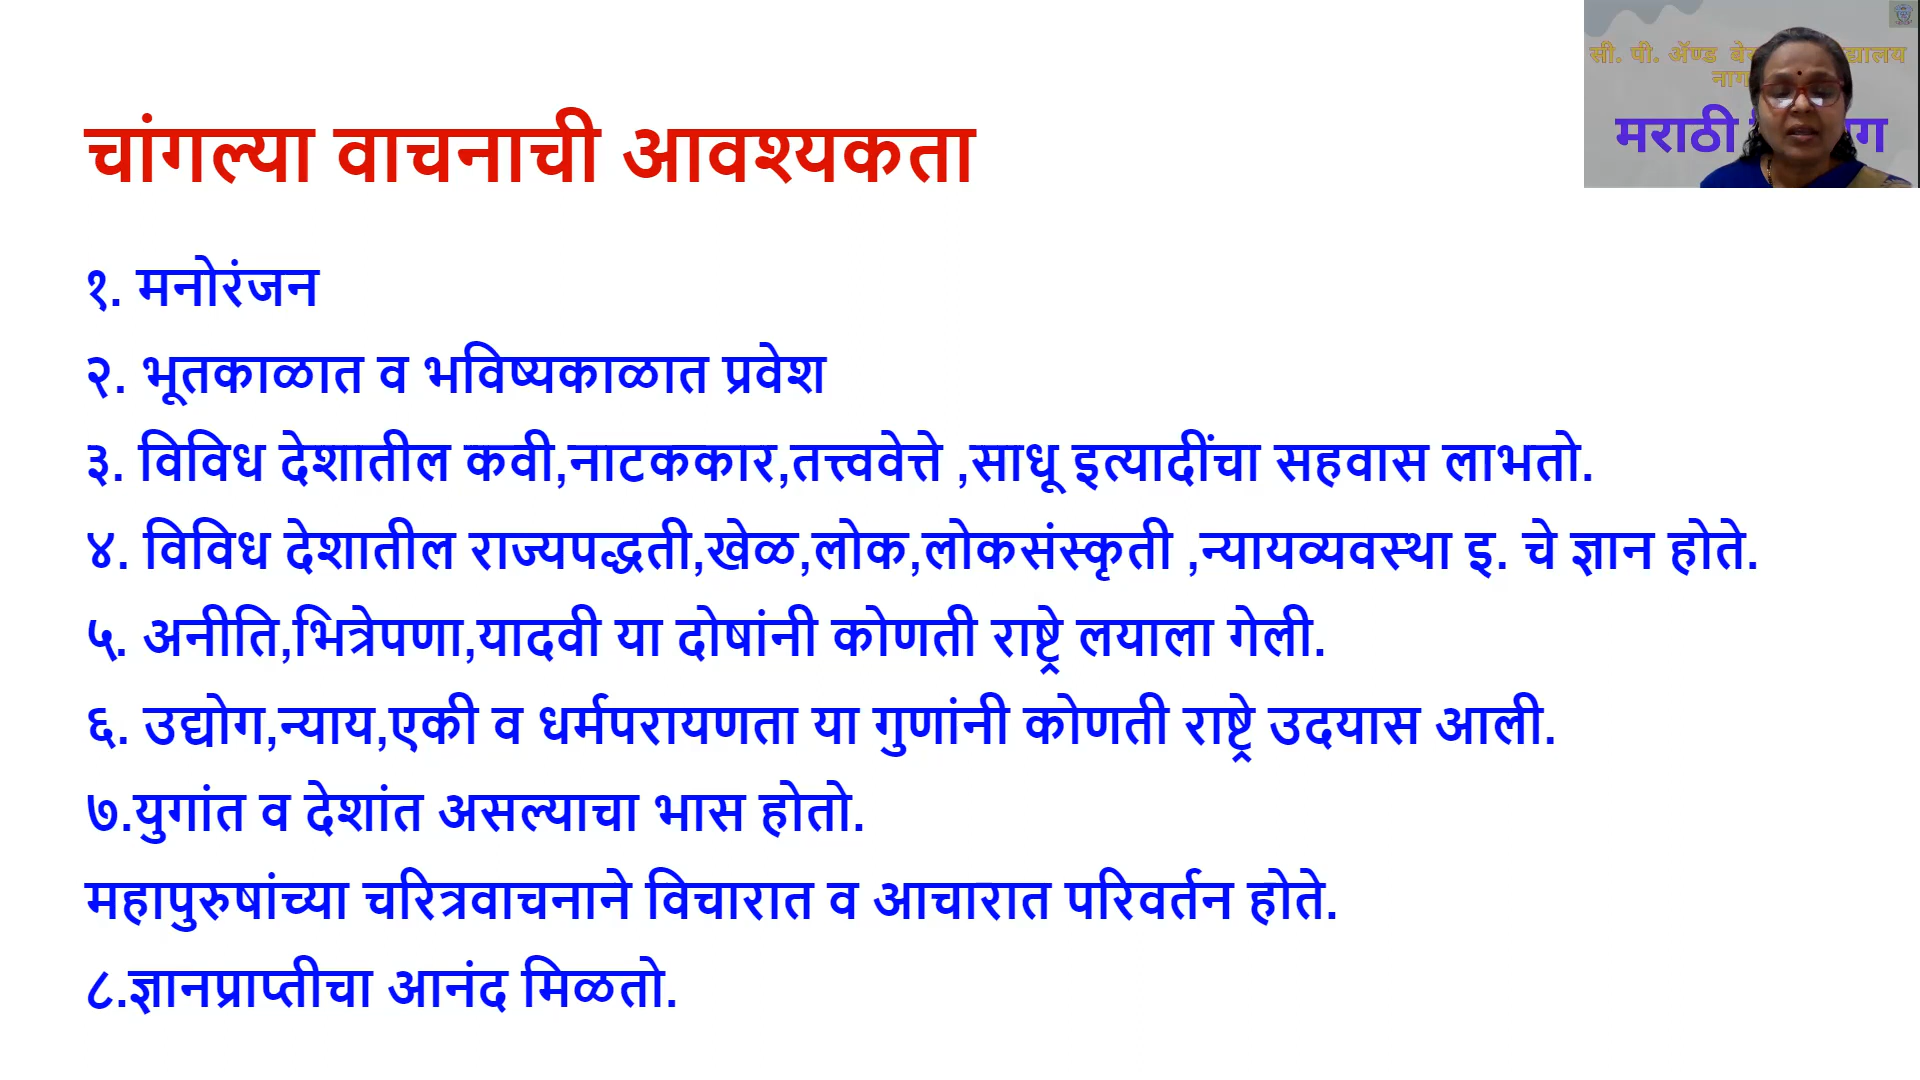 चांगल्या वाचनाची आवश्यकता
१. मनोरंजन
२. भूतकाळात व भविष्यकाळात प्रवेश
३. विविध देशातील कवी,नाटककार,तत्त्ववेत्ते ,साधू इत्यादींचा सहवास लाभतो.
४. विविध देशातील राज्यपद्धती,खेळ,लोक,लोकसंस्कृती ,न्यायव्यवस्था इ. चे ज्ञान होते.
५. अनीति,भित्रेपणा,यादवी या दोषांनी कोणती राष्ट्रे लयाला गेली.
६. उद्योग,न्याय,एकी व धर्मपरायणता या गुणांनी कोणती राष्ट्रे उदयास आली.
७.युगांत व देशांत असल्याचा भास होतो.
महापुरुषांच्या चरित्रवाचनाने विचारात व आचारात परिवर्तन होते.
८.ज्ञानप्राप्तीचा आनंद मिळतो.
सी. पी. ॲण्ड
मराठी